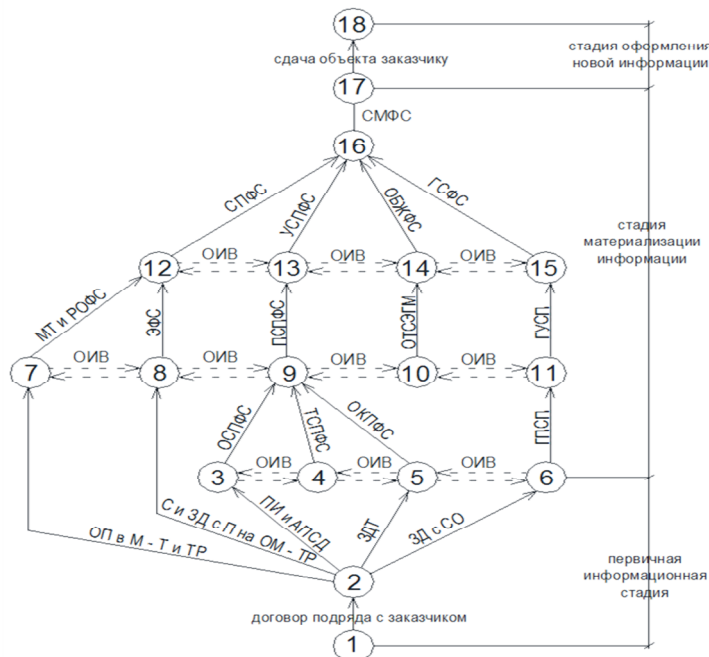 18
стадия оформления
новой информации
сдача объекта заказчику
17
СМФС
16
СПФС
УСПФС
ОБЖФС
ГСФС
стадия
материализации
информации
12 ОИВ 13 ОИВ 14 ОИВ 15
МТ и РОФС
ЭФС
ПСПФС
ОТСЭГМ
ГУСП
7 ОИВ 8 ОИВ 9 ОИВ 10 ОИВ 11
ОСПФС
ТСПФС
ОКПФС
ГПСП
3 ОИВ 4 ОИВ 5 ОИВ 6
ОП в М - Т и ТР
С и ЗД с П на ОМ - ТР
ПИ и АПСД
ЗДТ
ЗД с СО
первичная
информационная
стадия
2
договор подряда с заказчиком
1